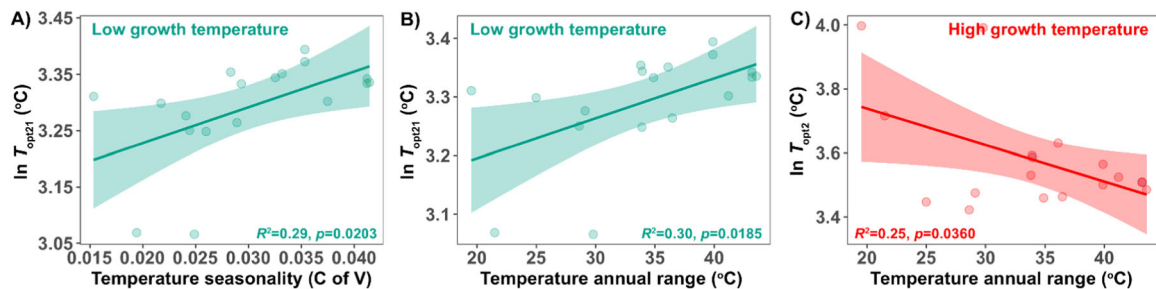 A)
Low growth temperature
ln Topt21 (°C)
3.45
3.35
3.25
3.15
3.05
R²=0.29, p=0.0203
0.015 0.020 0.025 0.030 0.035 0.040
Temperature seasonality (C of V)
B)
Low growth temperature
ln Topt21 (°C)
3.4
3.3
3.2
3.1
R²=0.30, p=0.0185
20 25 30 35 40
Temperature annual range (°C)
C)
High growth temperature
ln Topt2 (°C)
4.0
3.8
3.6
3.4
R²=0.25, p=0.0360
20 25 30 35 40
Temperature annual range (°C)